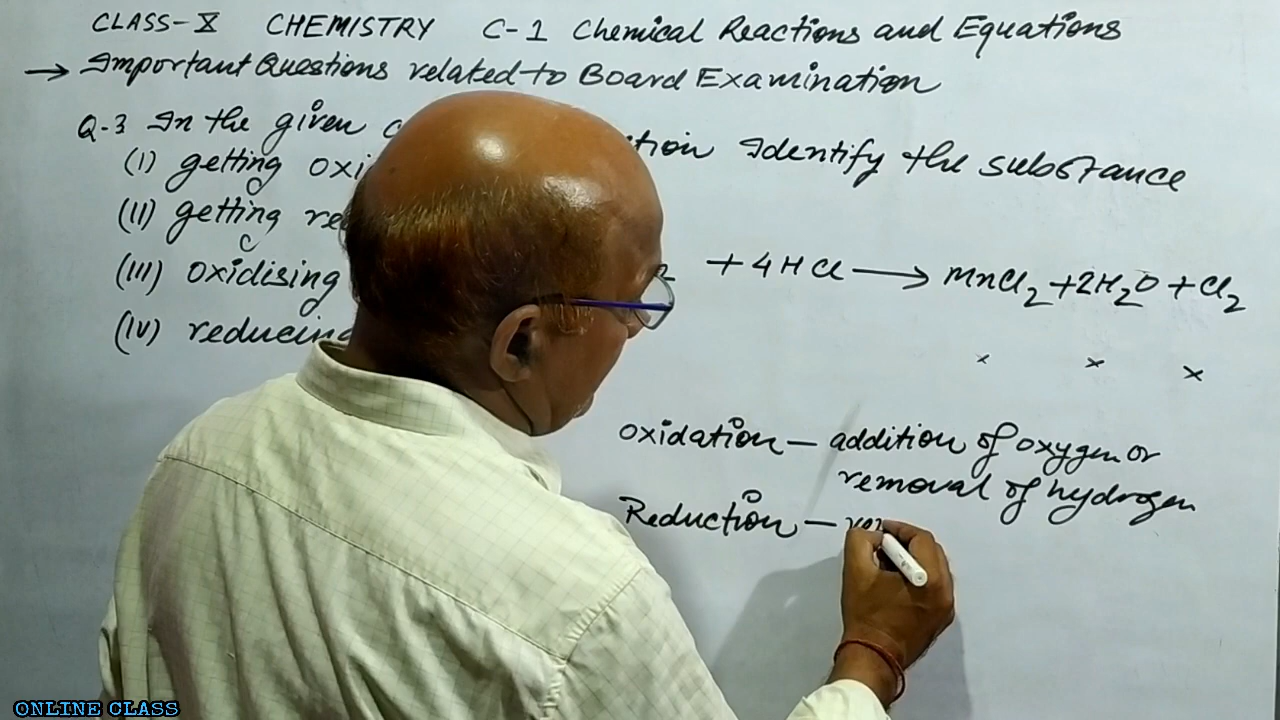 CLASS-X CHEMISTRY C-1 Chemical Reactions and Equations
→ Important Questions related to Board Examination
Q.3 In the given tion Identify the substance
(I) getting oxi
(II) getting re
(III) oxidising
(IV) reducing
2 + 4HCl → MnCl2 + 2H2O + Cl2
x x x
Oxidation – addition of oxygen or
removal of hydrogen
Reduction –
ONLINE CLASS